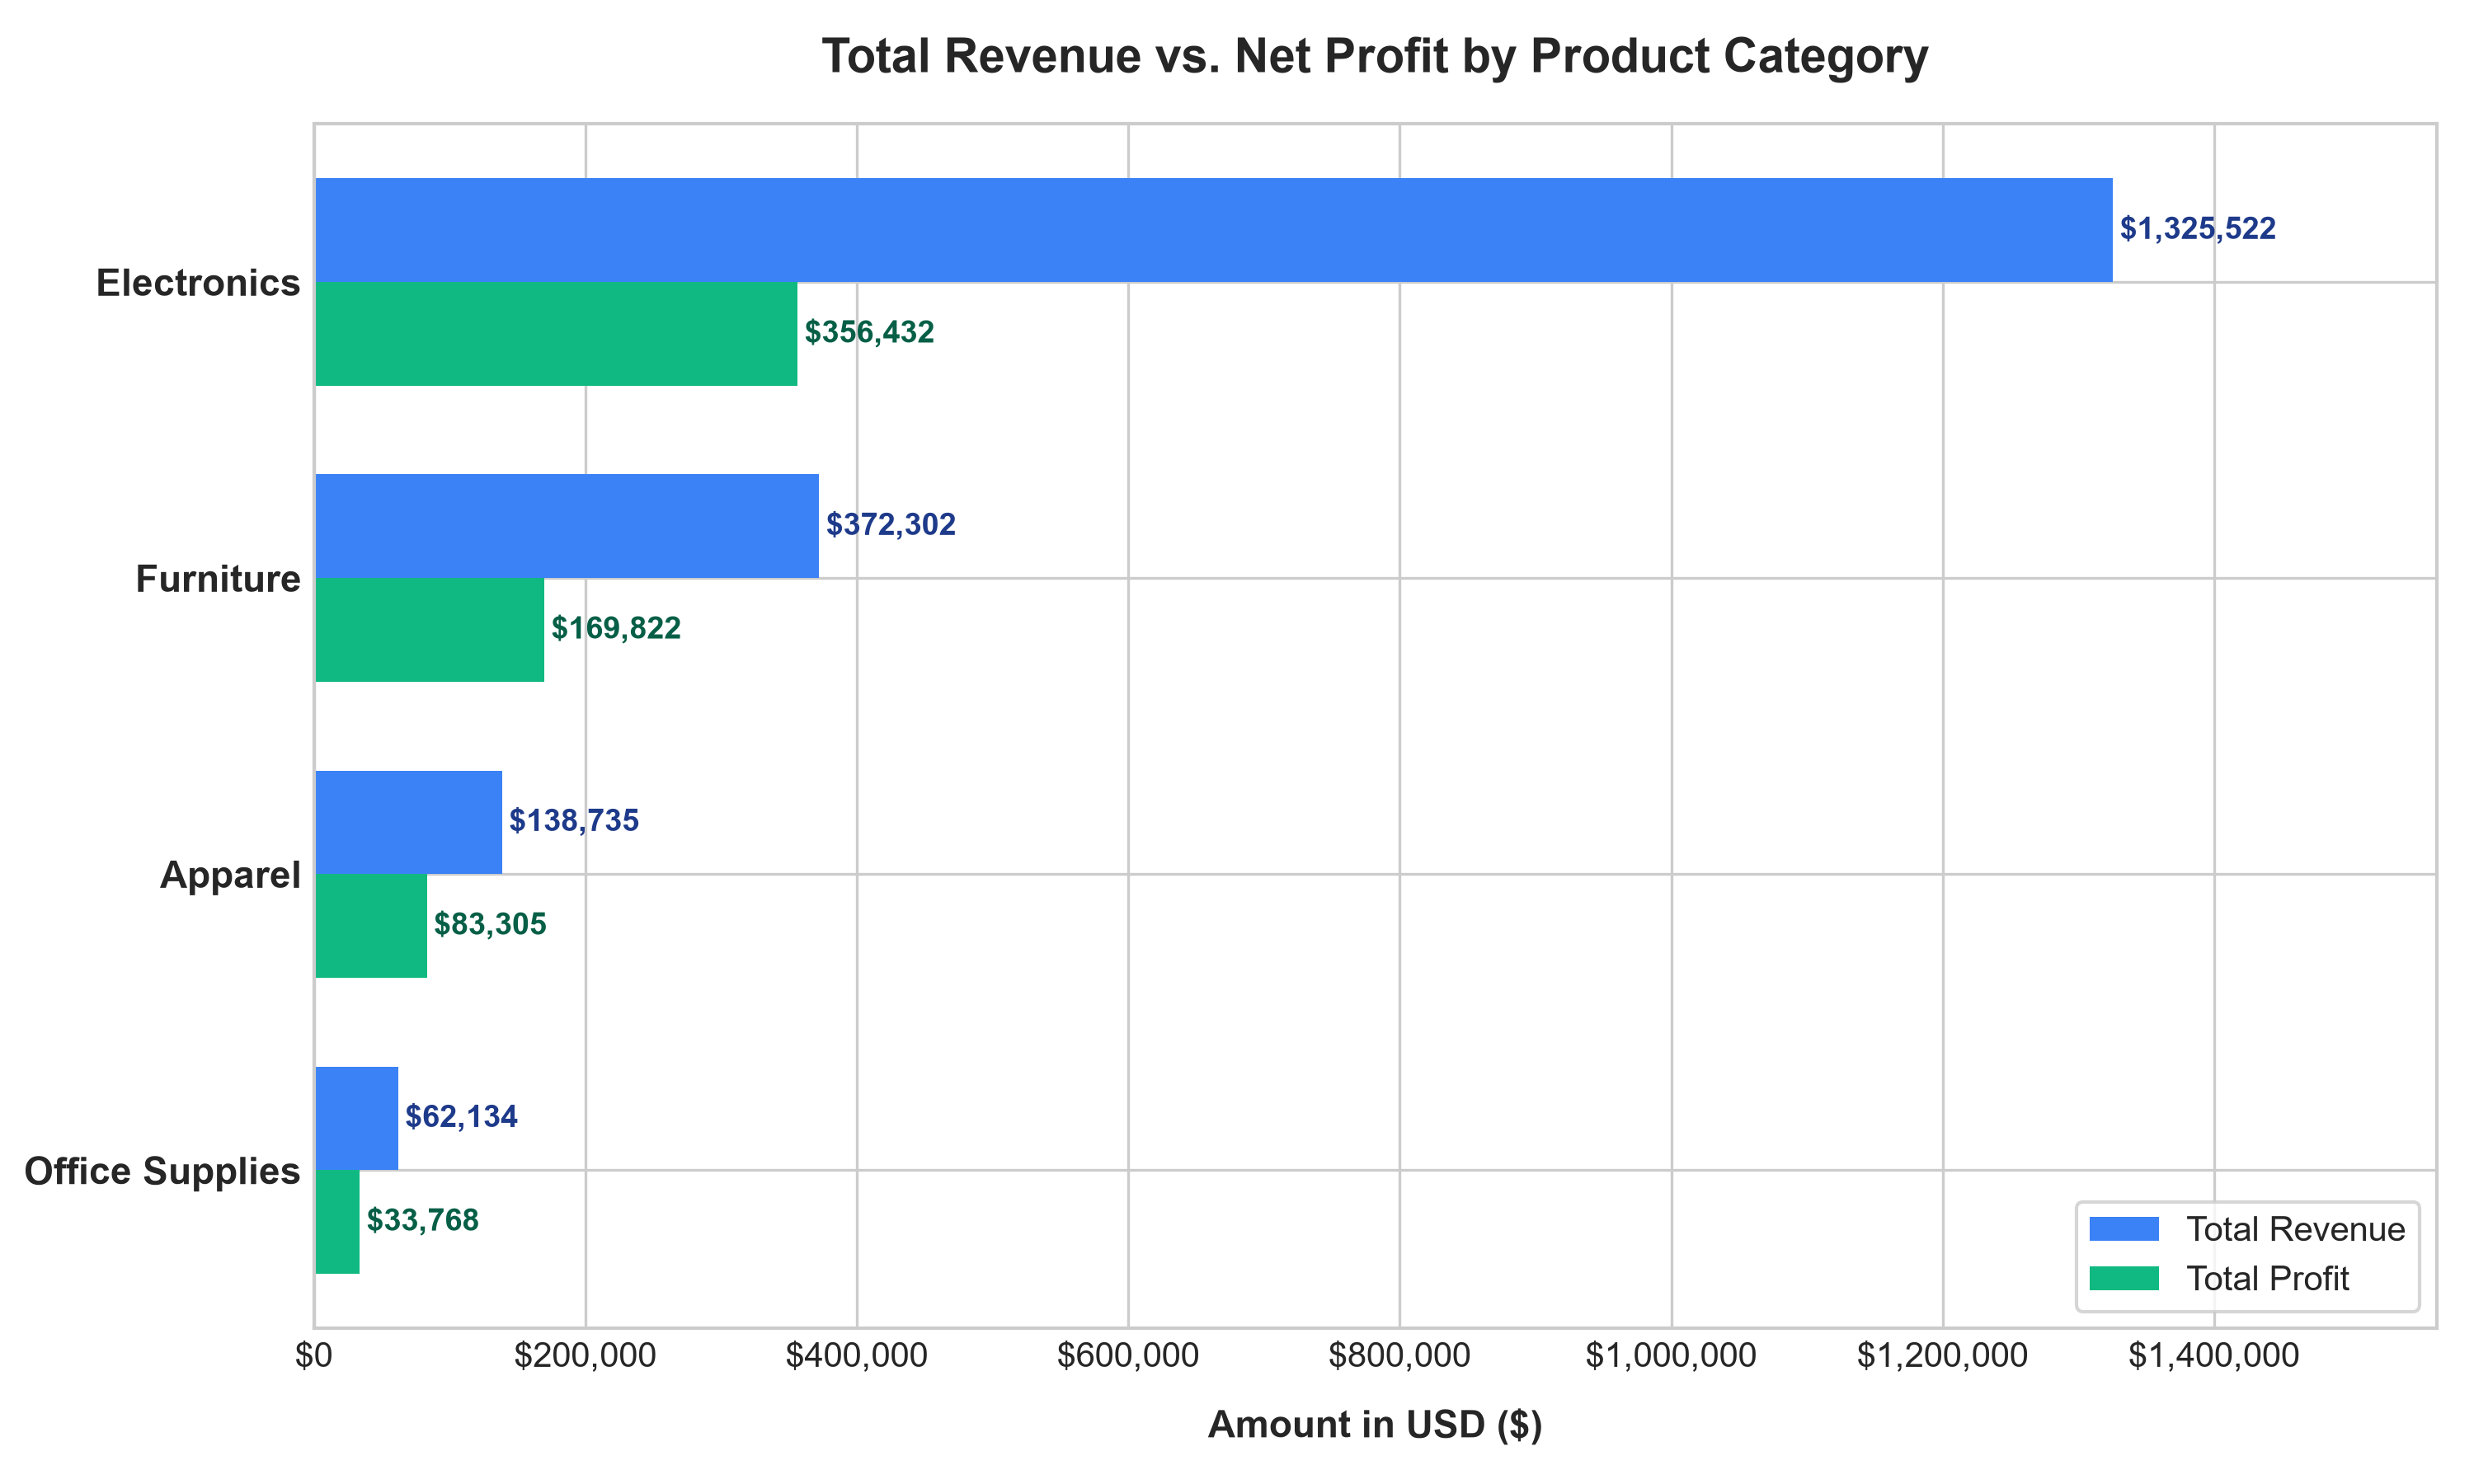 Total Revenue vs. Net Profit by Product Category
Electronics
$1,325,522
$356,432
Furniture
$372,302
$169,822
Apparel
$138,735
$83,305
Office Supplies
$62,134
$33,768
Total Revenue
Total Profit
$0 $200,000 $400,000 $600,000 $800,000 $1,000,000 $1,200,000 $1,400,000
Amount in USD ($)